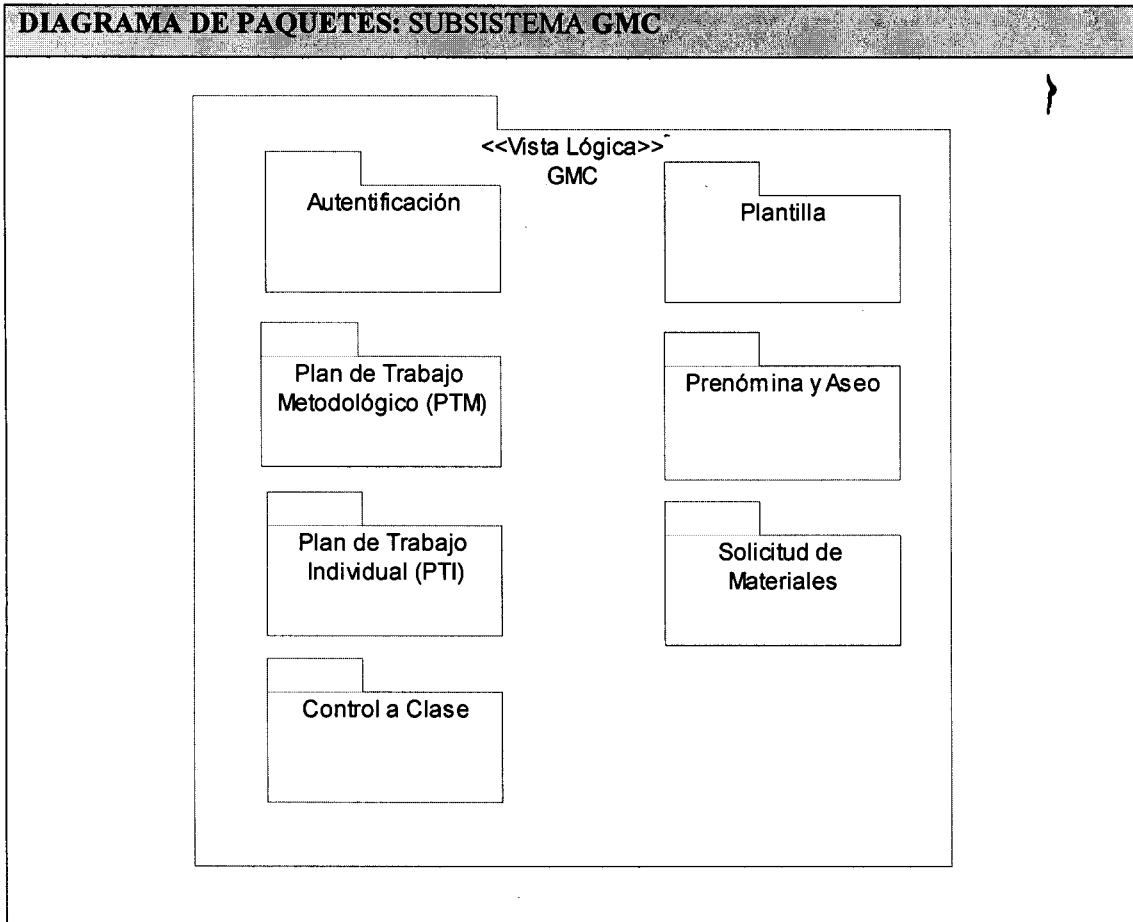 DIAGRAMA DE PAQUETES: SUBSISTEMA GMC
<<Vista Lógica>>
GMC
Autentificación
Plantilla
Plan de Trabajo
Metodológico (PTM)
Prenómina y Aseo
Plan de Trabajo
Individual (PTI)
Solicitud de
Materiales
Control a Clase